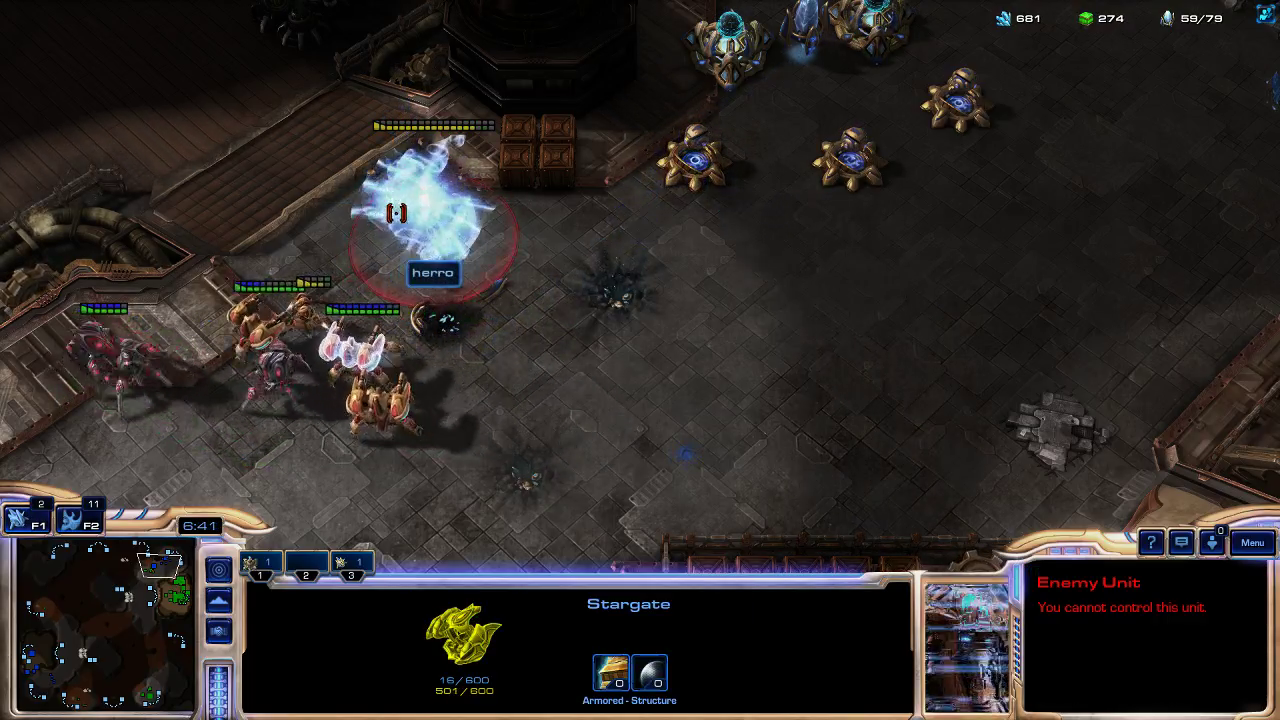 681 274 59/79
herro
2 11
F1 F2
6:41
1 1
1 2 3
0
? Menu
Stargate
16/600
501/600
0 0
Armored - Structure
Enemy Unit
You cannot control this unit.